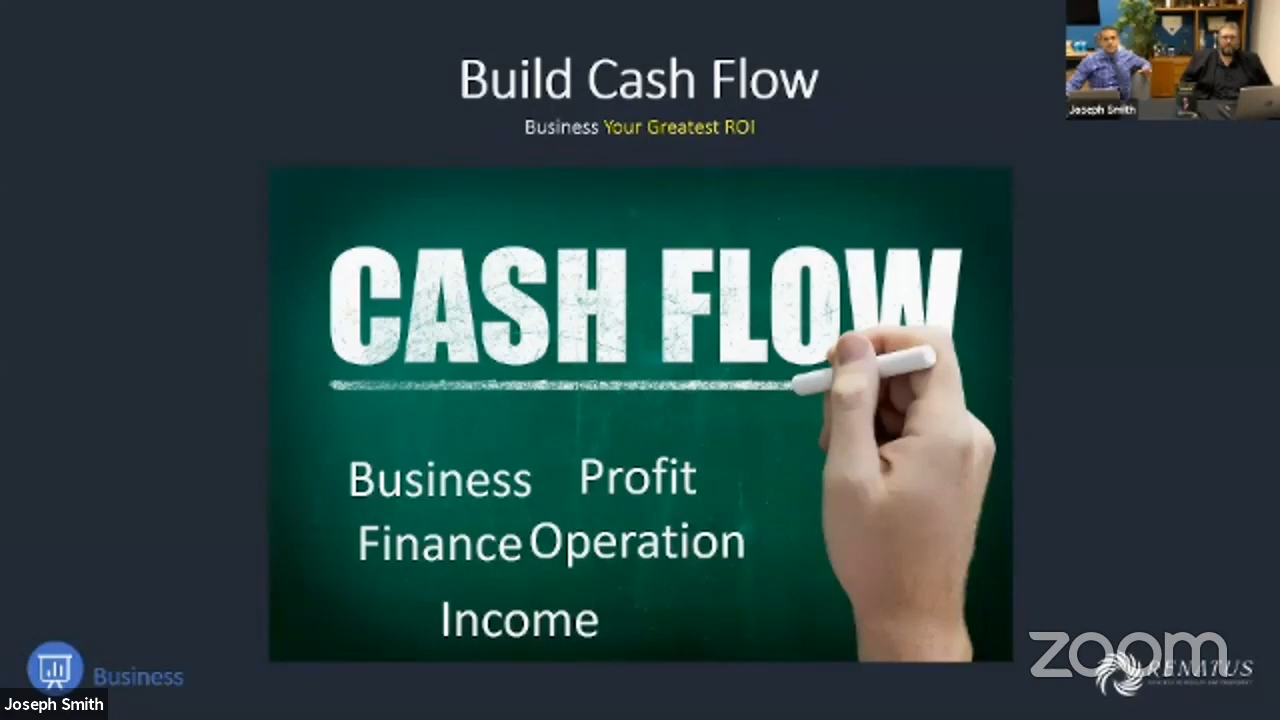 Build Cash Flow
Business Your Greatest ROI
Joseph Smith
CASH FLOW
Business Profit
Finance Operation
Income
Business
Joseph Smith
zoom
RENATUS